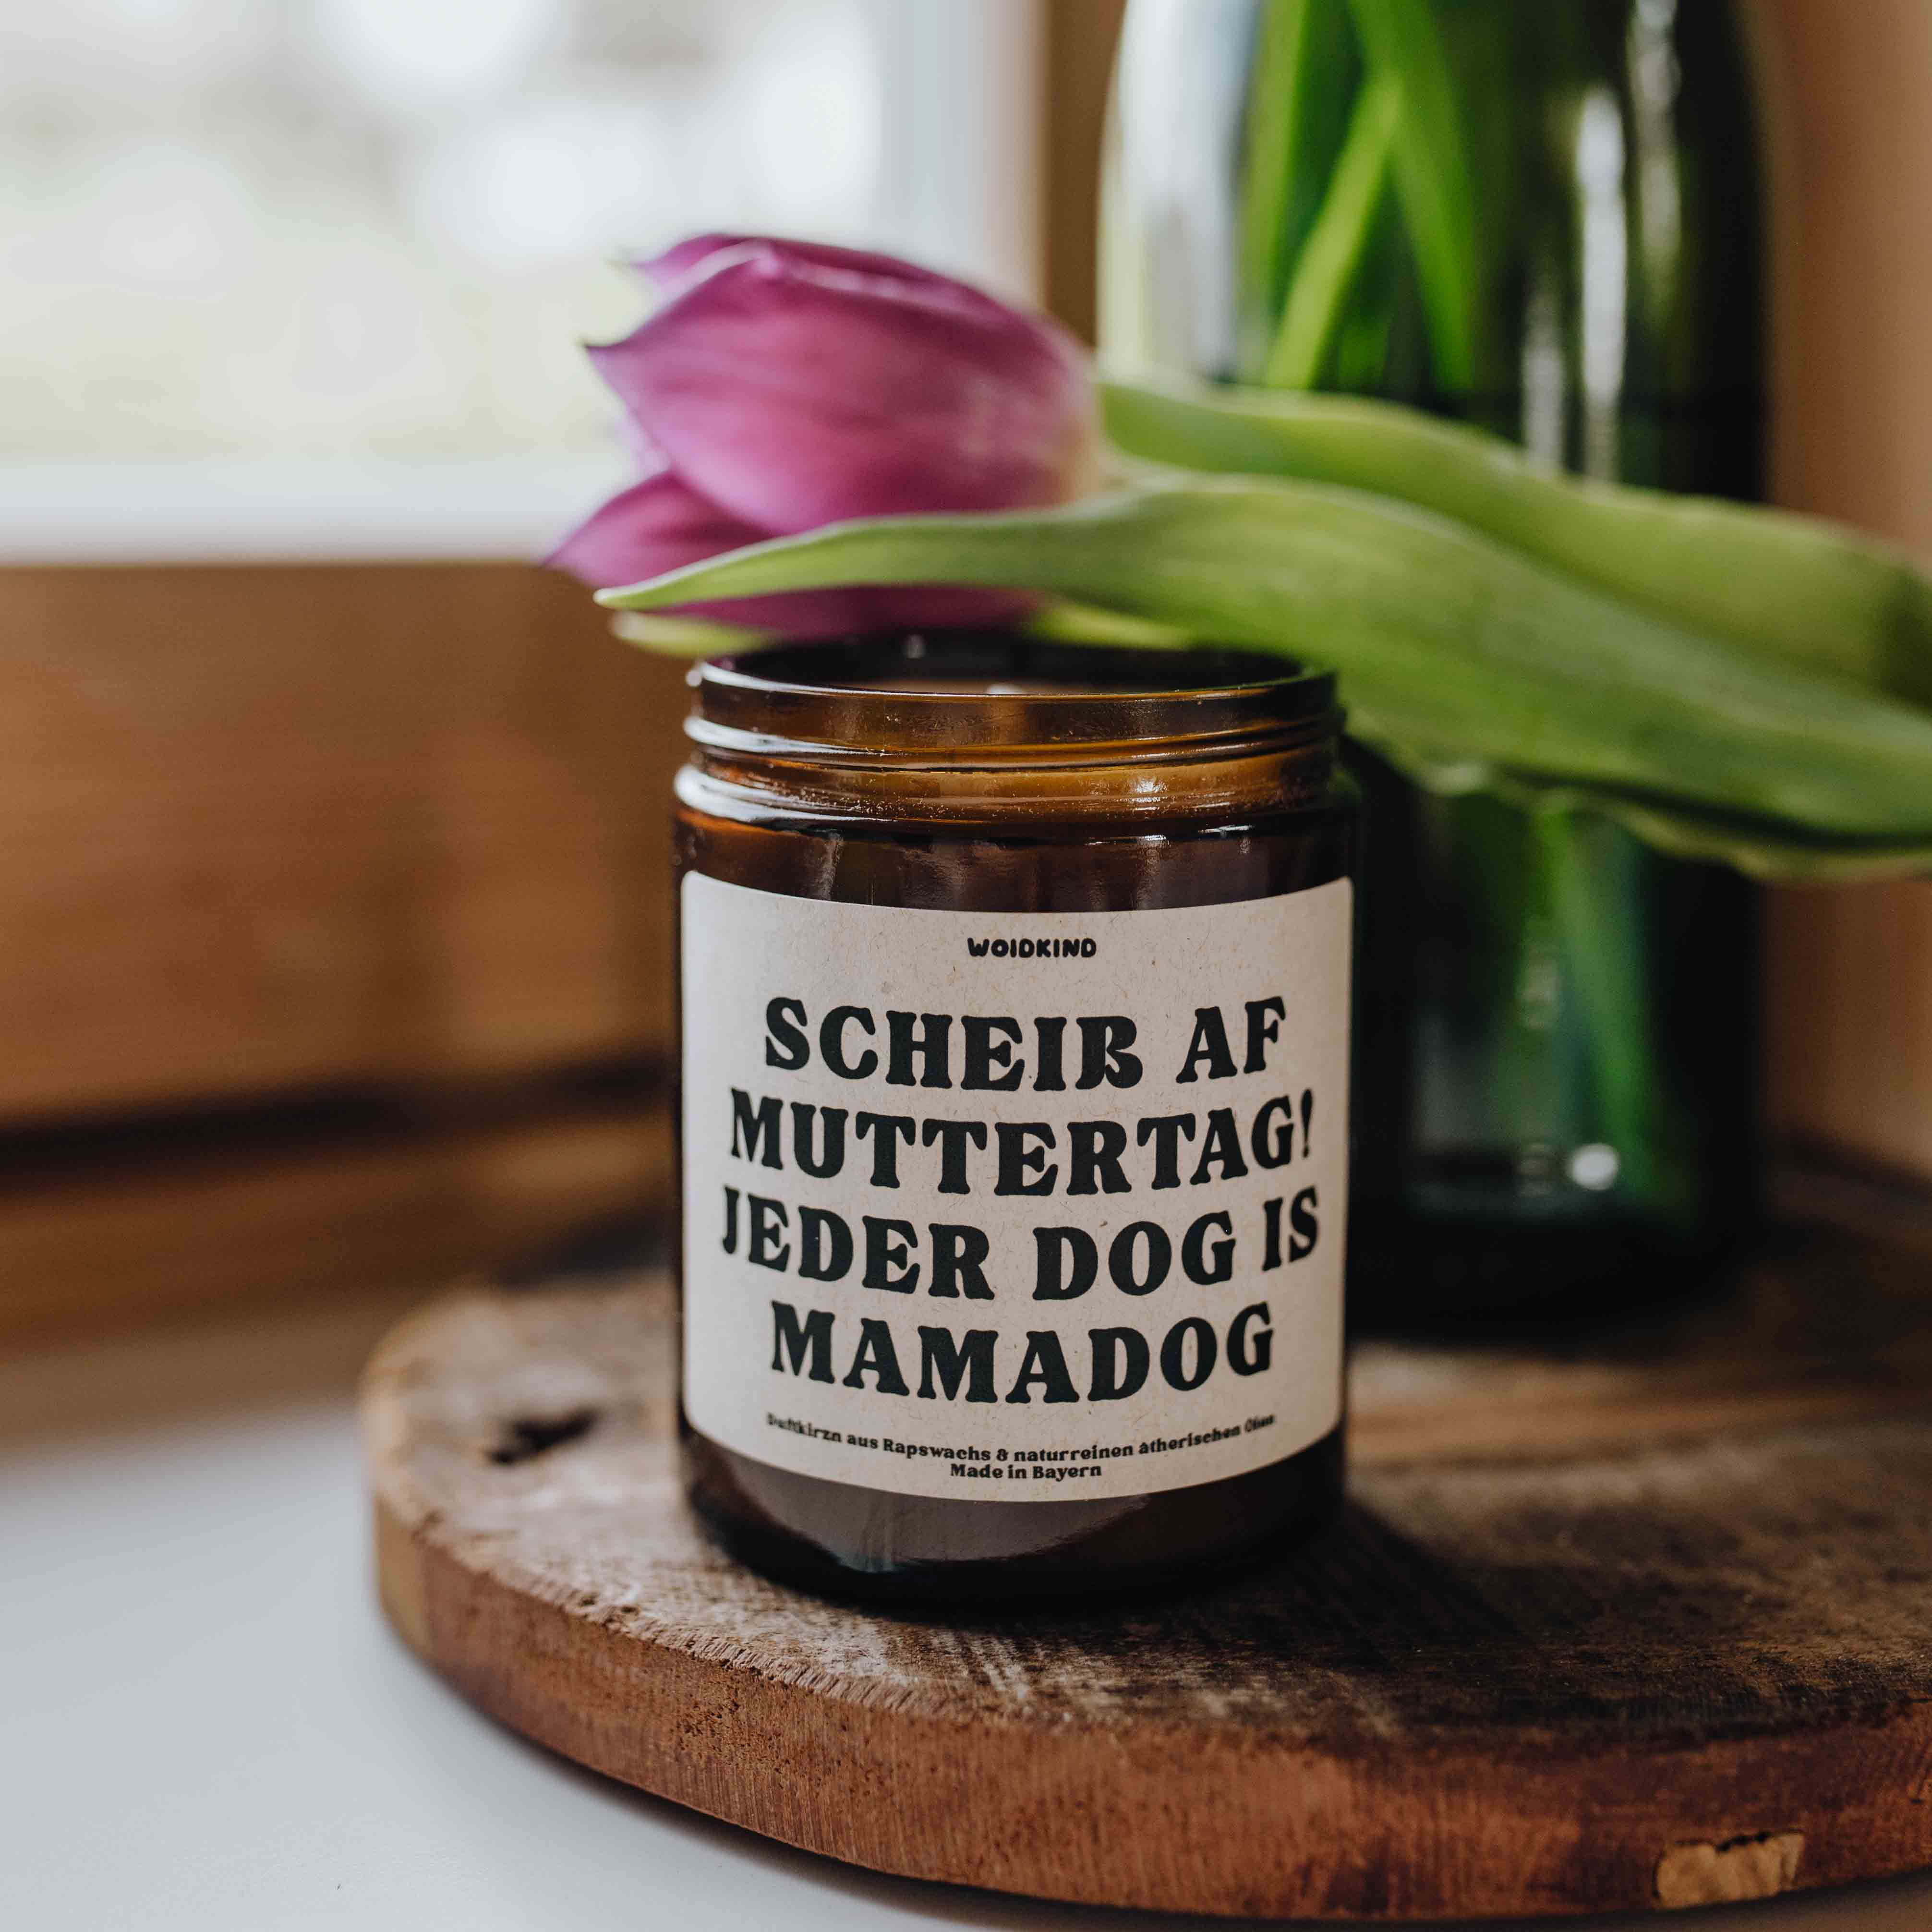 WOIDKIND
SCHEIß AF
MUTTERTAG!
JEDER DOG IS
MAMADOG
Duftkirzn aus Rapswachs & naturreinen ätherischen Ölen
Made in Bayern